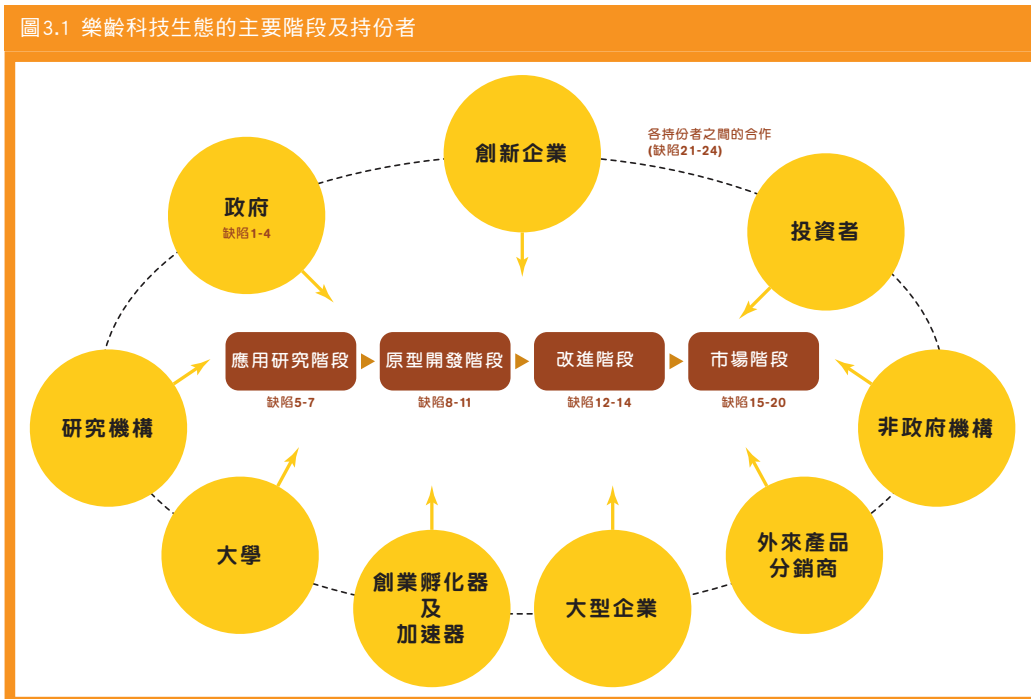 圖3.1 樂齡科技生態的主要階段及持份者
創新企業
各持份者之間的合作
(缺陷21-24)
政府
缺陷1-4
投資者
應用研究階段
原型開發階段
改進階段
市場階段
缺陷5-7
缺陷8-11
缺陷12-14
缺陷15-20
研究機構
非政府機構
大學
外來產品
分銷商
創業孵化器
及
加速器
大型企業